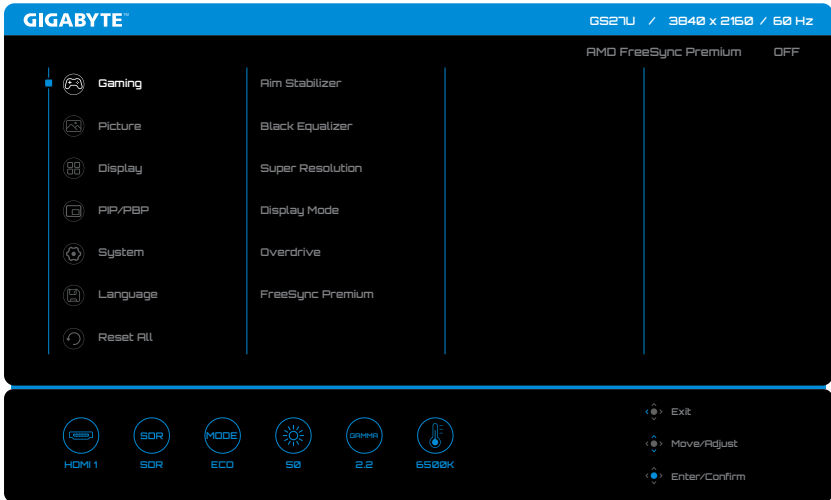 GIGABYTE™
GS27U / 3840 x 2160 / 60 Hz
AMD FreeSync Premium OFF
Gaming
Picture
Display
PIP/PBP
System
Language
Reset All
Aim Stabilizer
Black Equalizer
Super Resolution
Display Mode
Overdrive
FreeSync Premium
SDR
MODE
GAMMA
HDMI 1
SDR
ECO
50
2.2
6500K
Exit
Move/Adjust
Enter/Confirm